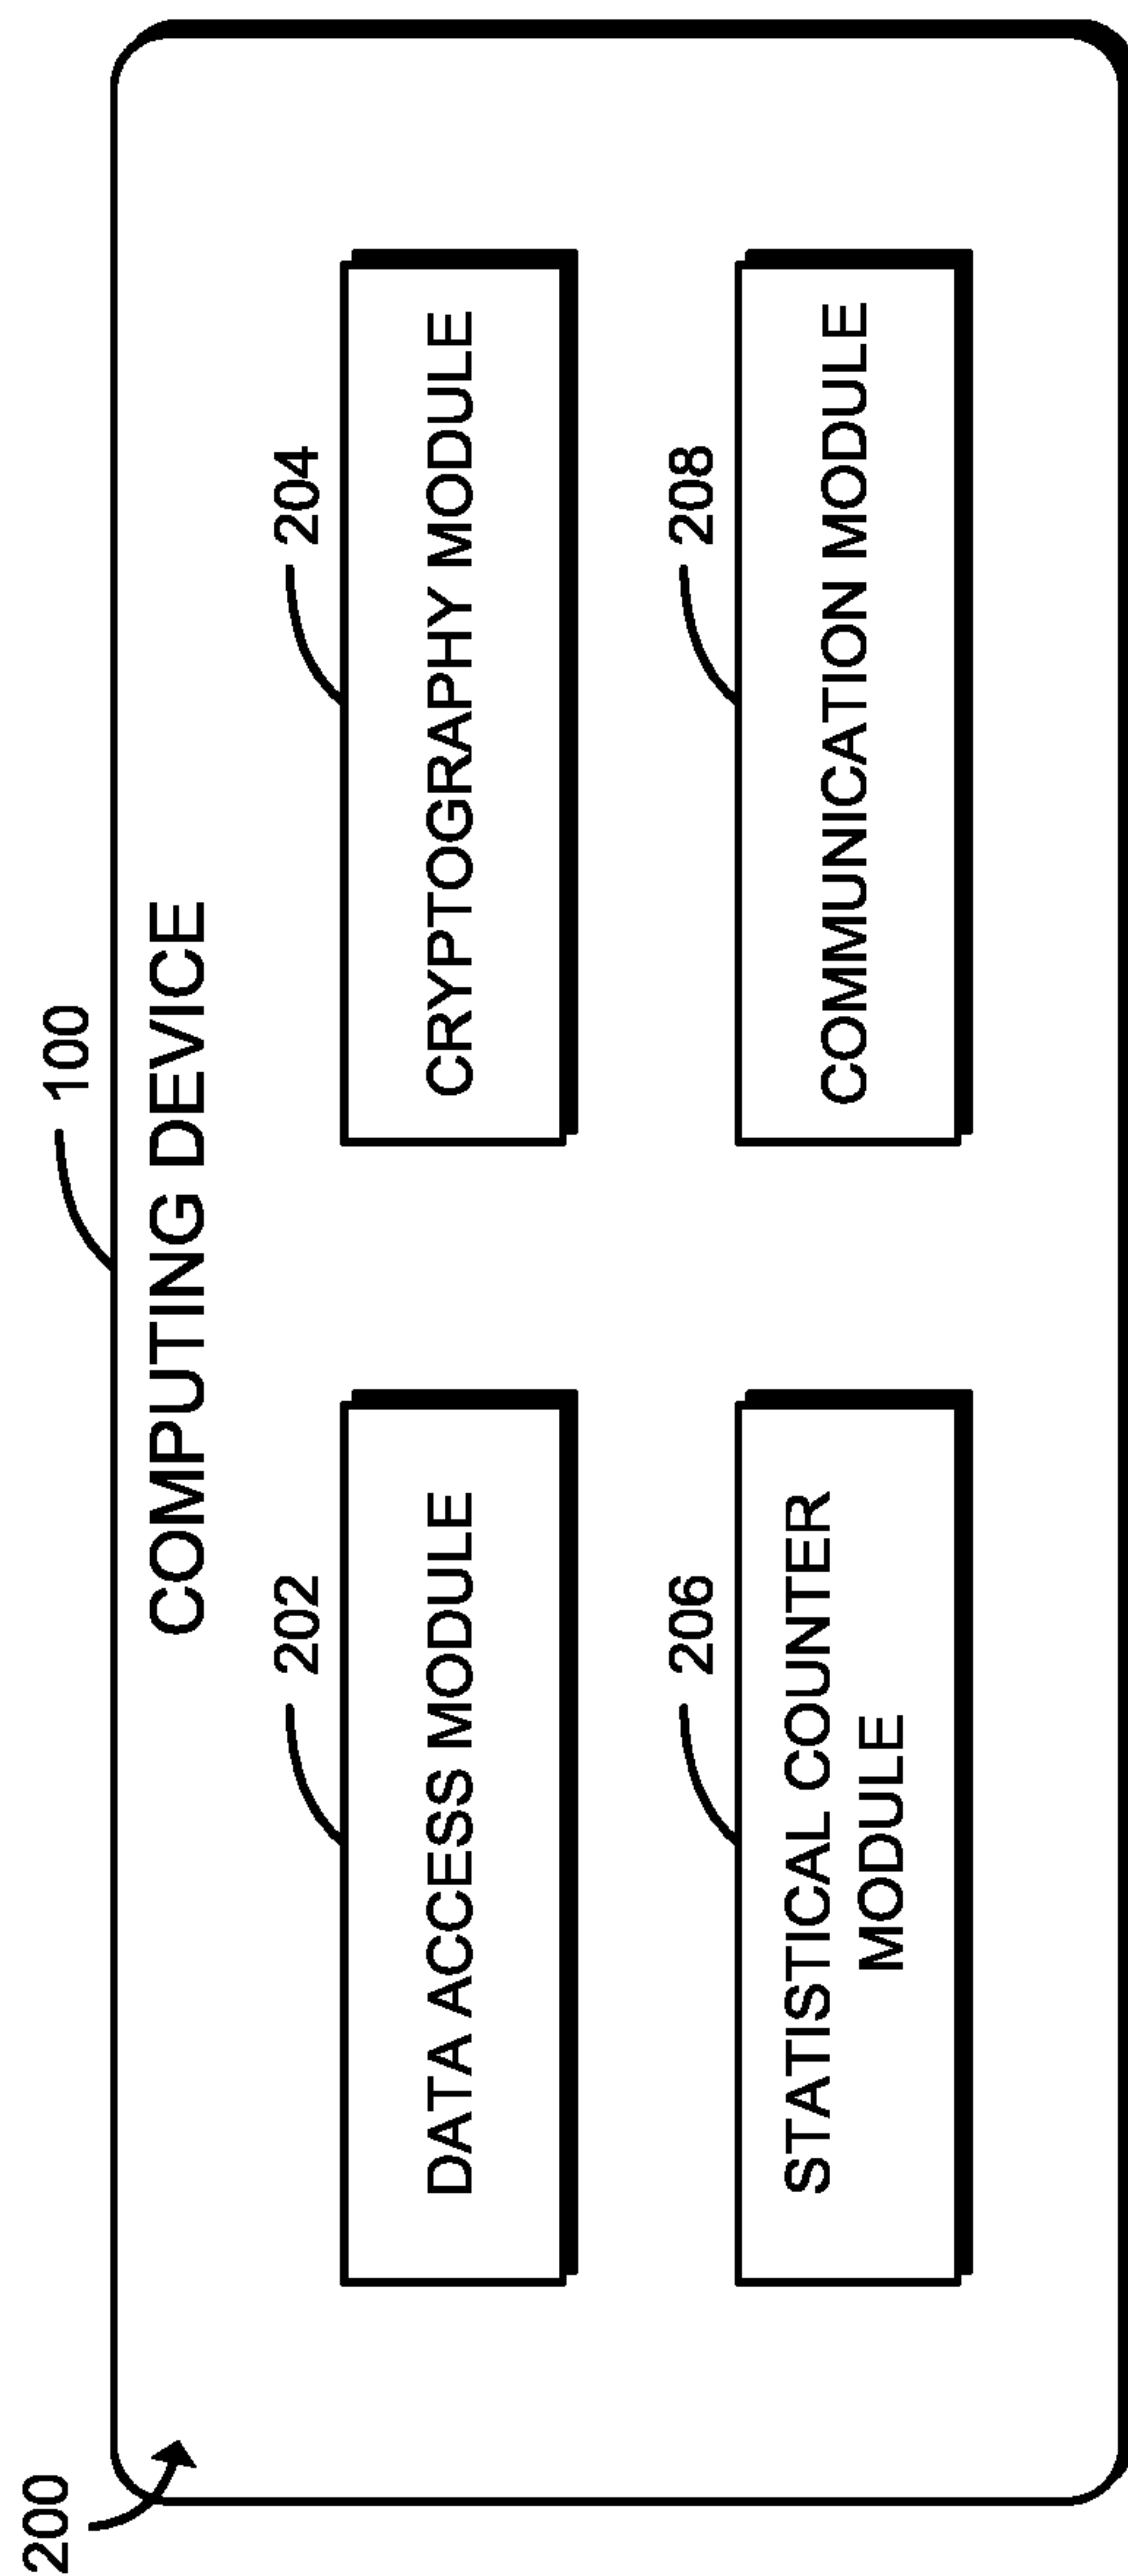 200
100
COMPUTING DEVICE
202
DATA ACCESS MODULE
204
CRYPTOGRAPHY MODULE
206
STATISTICAL COUNTER
MODULE
208
COMMUNICATION MODULE